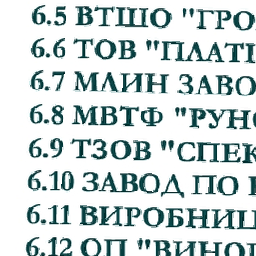 6.5 ВТШО "ГРО
6.6 ТОВ "ПЛАТІ
6.7 МЛИН ЗАВО
6.8 МВТФ "РУН
6.9 ТЗОВ "СПЕК
6.10 ЗАВОД ПО
6.11 ВИРОБНИЦ
6.12 ОП "ВИНОГ